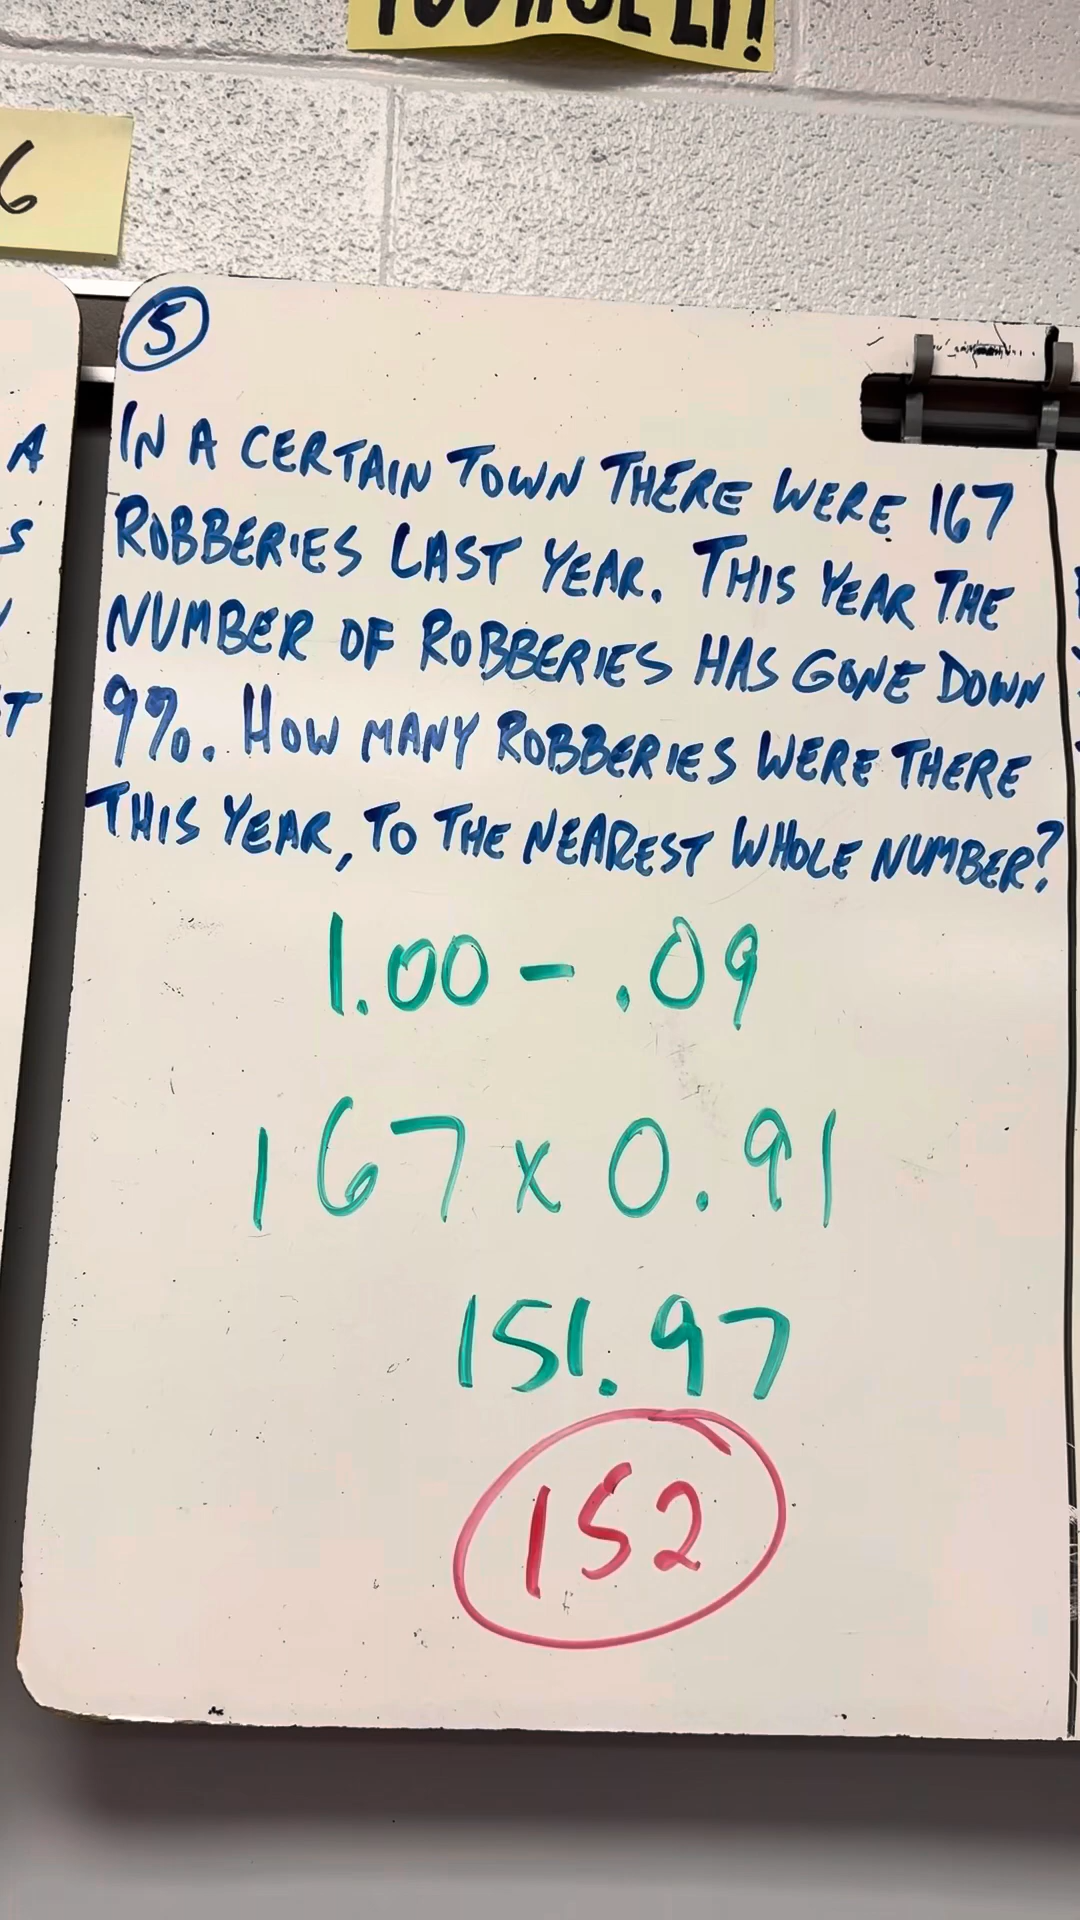 YOURSELF!
6
5
A
S
T
IN A CERTAIN TOWN THERE WERE 167
ROBBERIES LAST YEAR. THIS YEAR THE
NUMBER OF ROBBERIES HAS GONE DOWN
9%. HOW MANY ROBBERIES WERE THERE
THIS YEAR, TO THE NEAREST WHOLE NUMBER?
1.00 - .09
167 x 0.91
151.97
152